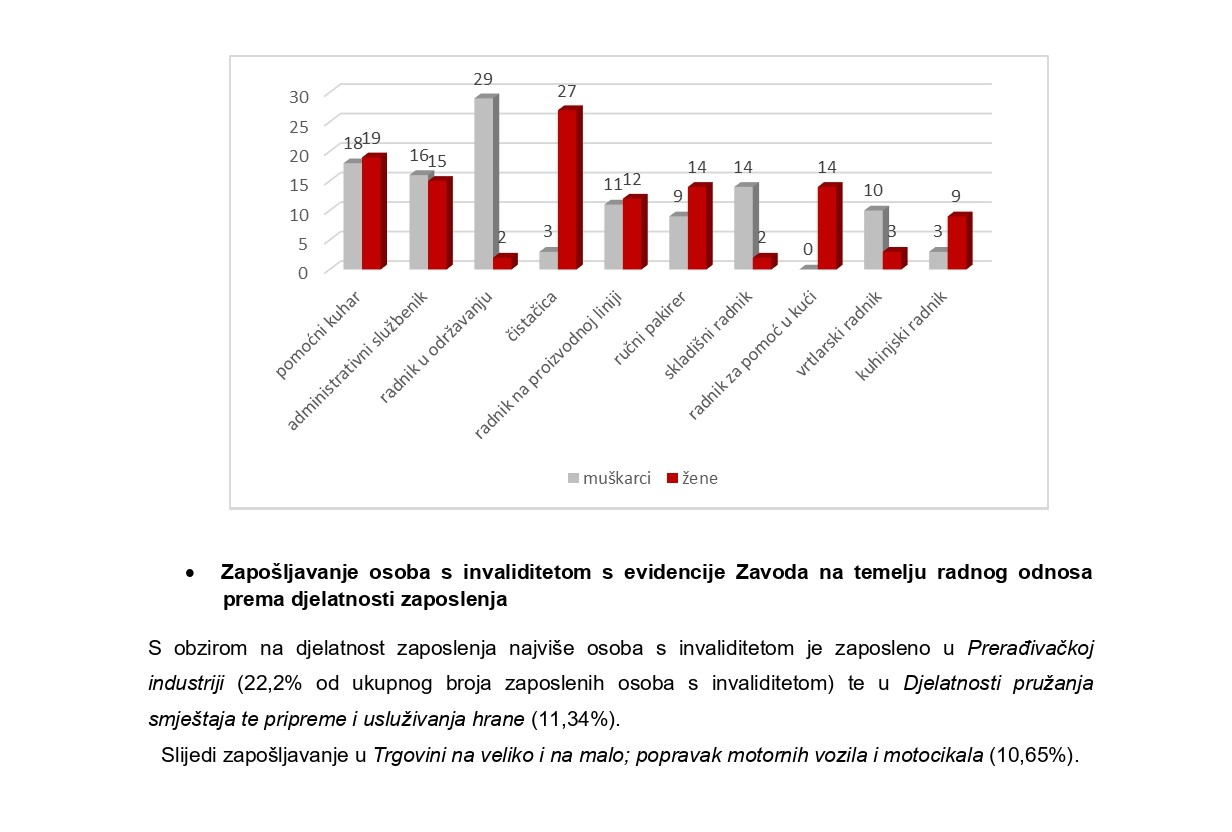 29
27
30
25
18 19
16 15
20
14
14
14
11 12
15
10
9
9
10
3
2
2
0
3
3
5
0
pomoćni kuhar
administrativni službenik
radnik u održavanju
čistačica
radnik na proizvodnoj liniji
ručni pakirer
skladišni radnik
radnik za pomoć u kući
vrtlarski radnik
kuhinjski radnik
muškarci žene
• Zapošljavanje osoba s invaliditetom s evidencije Zavoda na temelju radnog odnosa
prema djelatnosti zaposlenja
S obzirom na djelatnost zaposlenja najviše osoba s invaliditetom je zaposleno u Prerađivačkoj
industriji (22,2% od ukupnog broja zaposlenih osoba s invaliditetom) te u Djelatnosti pružanja
smještaja te pripreme i usluživanja hrane (11,34%).
Slijedi zapošljavanje u Trgovini na veliko i na malo; popravak motornih vozila i motocikala (10,65%).